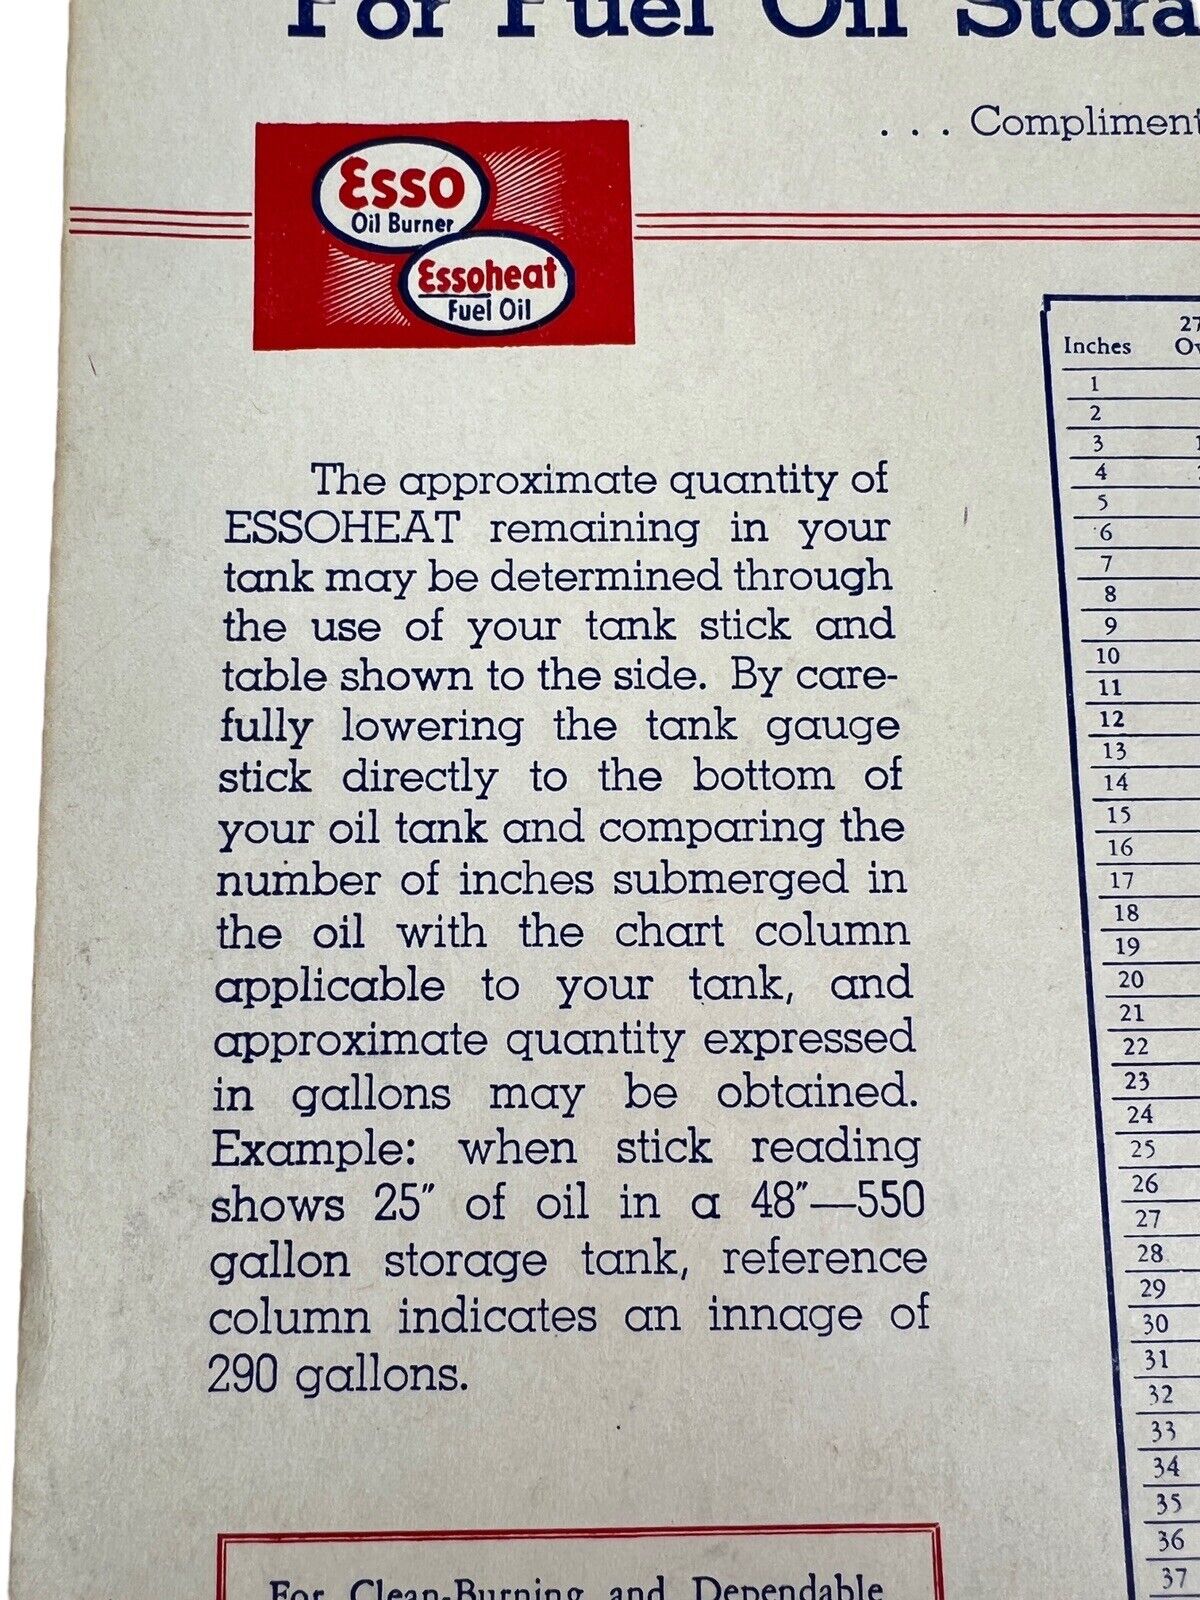 For Fuel Oil
. . .
Esso
Oil Burner
Essoheat
Fuel Oil
Inches
1
2
3
4
5
6
7
8
9
10
11
12
13
14
15
16
17
18
19
20
21
22
23
24
25
26
27
28
29
30
31
32
33
34
35
36
37
The approximate quantity of
ESSOHEAT remaining in your
tank may be determined through
the use of your tank stick and
table shown to the side. By care-
fully lowering the tank gauge
stick directly to the bottom of
your oil tank and comparing the
number of inches submerged in
the oil with the chart column
applicable to your tank, and
approximate quantity expressed
in gallons may be obtained.
Example: when stick reading
shows 25″ of oil in a 48″—550
gallon storage tank, reference
column indicates an innage of
290 gallons.
For Clean-Burning and Dependable